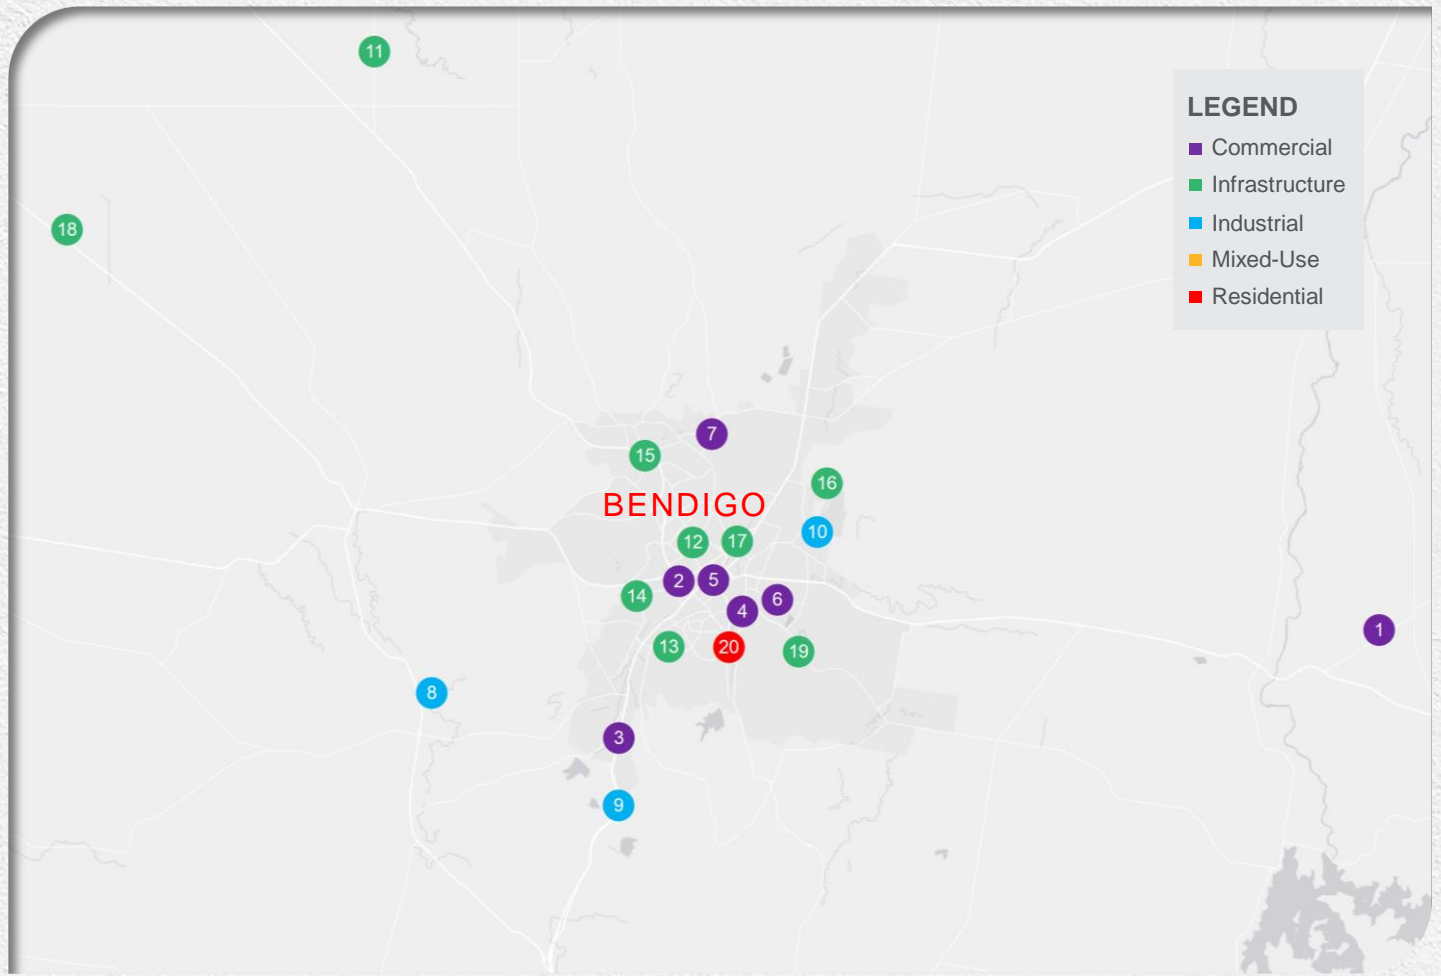 11
LEGEND
Commercial
Infrastructure
Industrial
Mixed-Use
Residential
18
7
15
16
BENDIGO
10
12
17
2
5
14
6
4
1
13
20
19
8
3
9